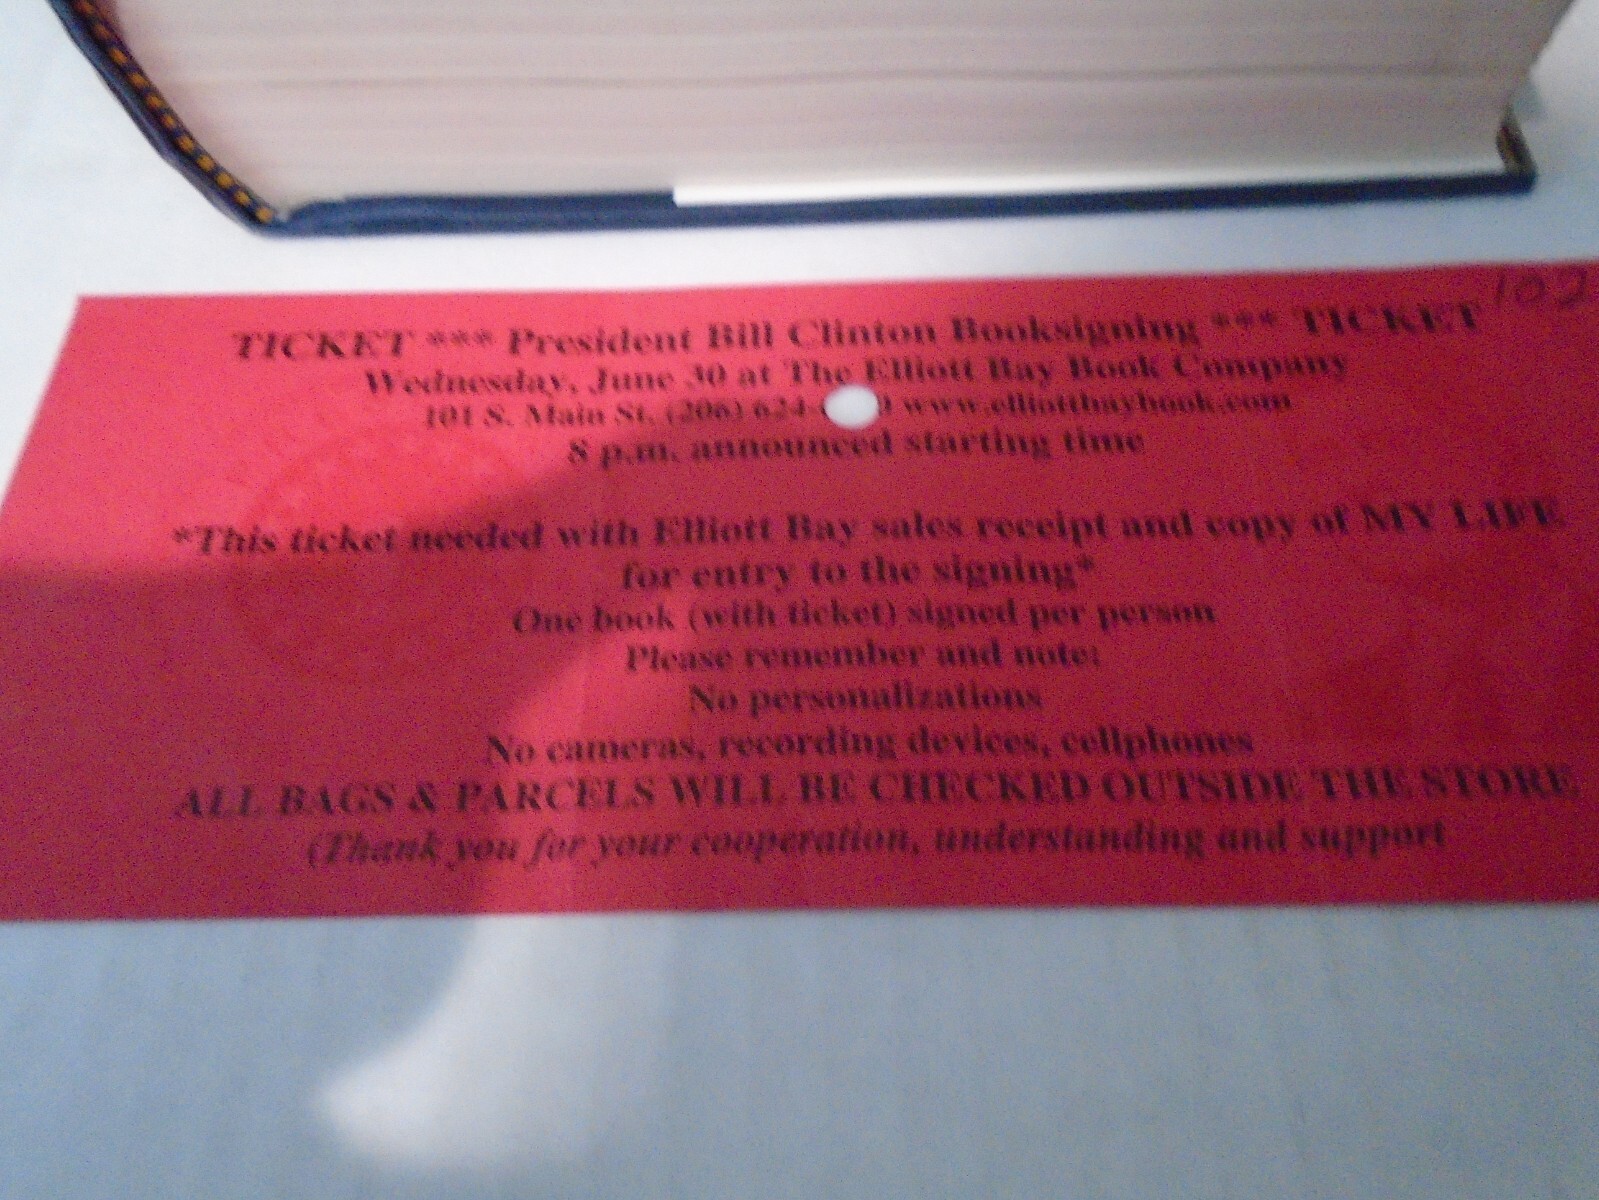 102
TICKET *** President Bill Clinton Booksigning *** TICKET
Wednesday, June 30 at The Elliott Bay Book Company
101 S. Main St. (206) 624- www.elliottbaybook.com
8 p.m. announced starting time
*This ticket needed with Elliott Bay sales receipt and copy of MY LIFE
for entry to the signing*
One book (with ticket) signed per person
Please remember and note:
No personalizations
No cameras, recording devices, cellphones
ALL BAGS & PARCELS WILL BE CHECKED OUTSIDE THE STORE
(Thank you for your cooperation, understanding and support